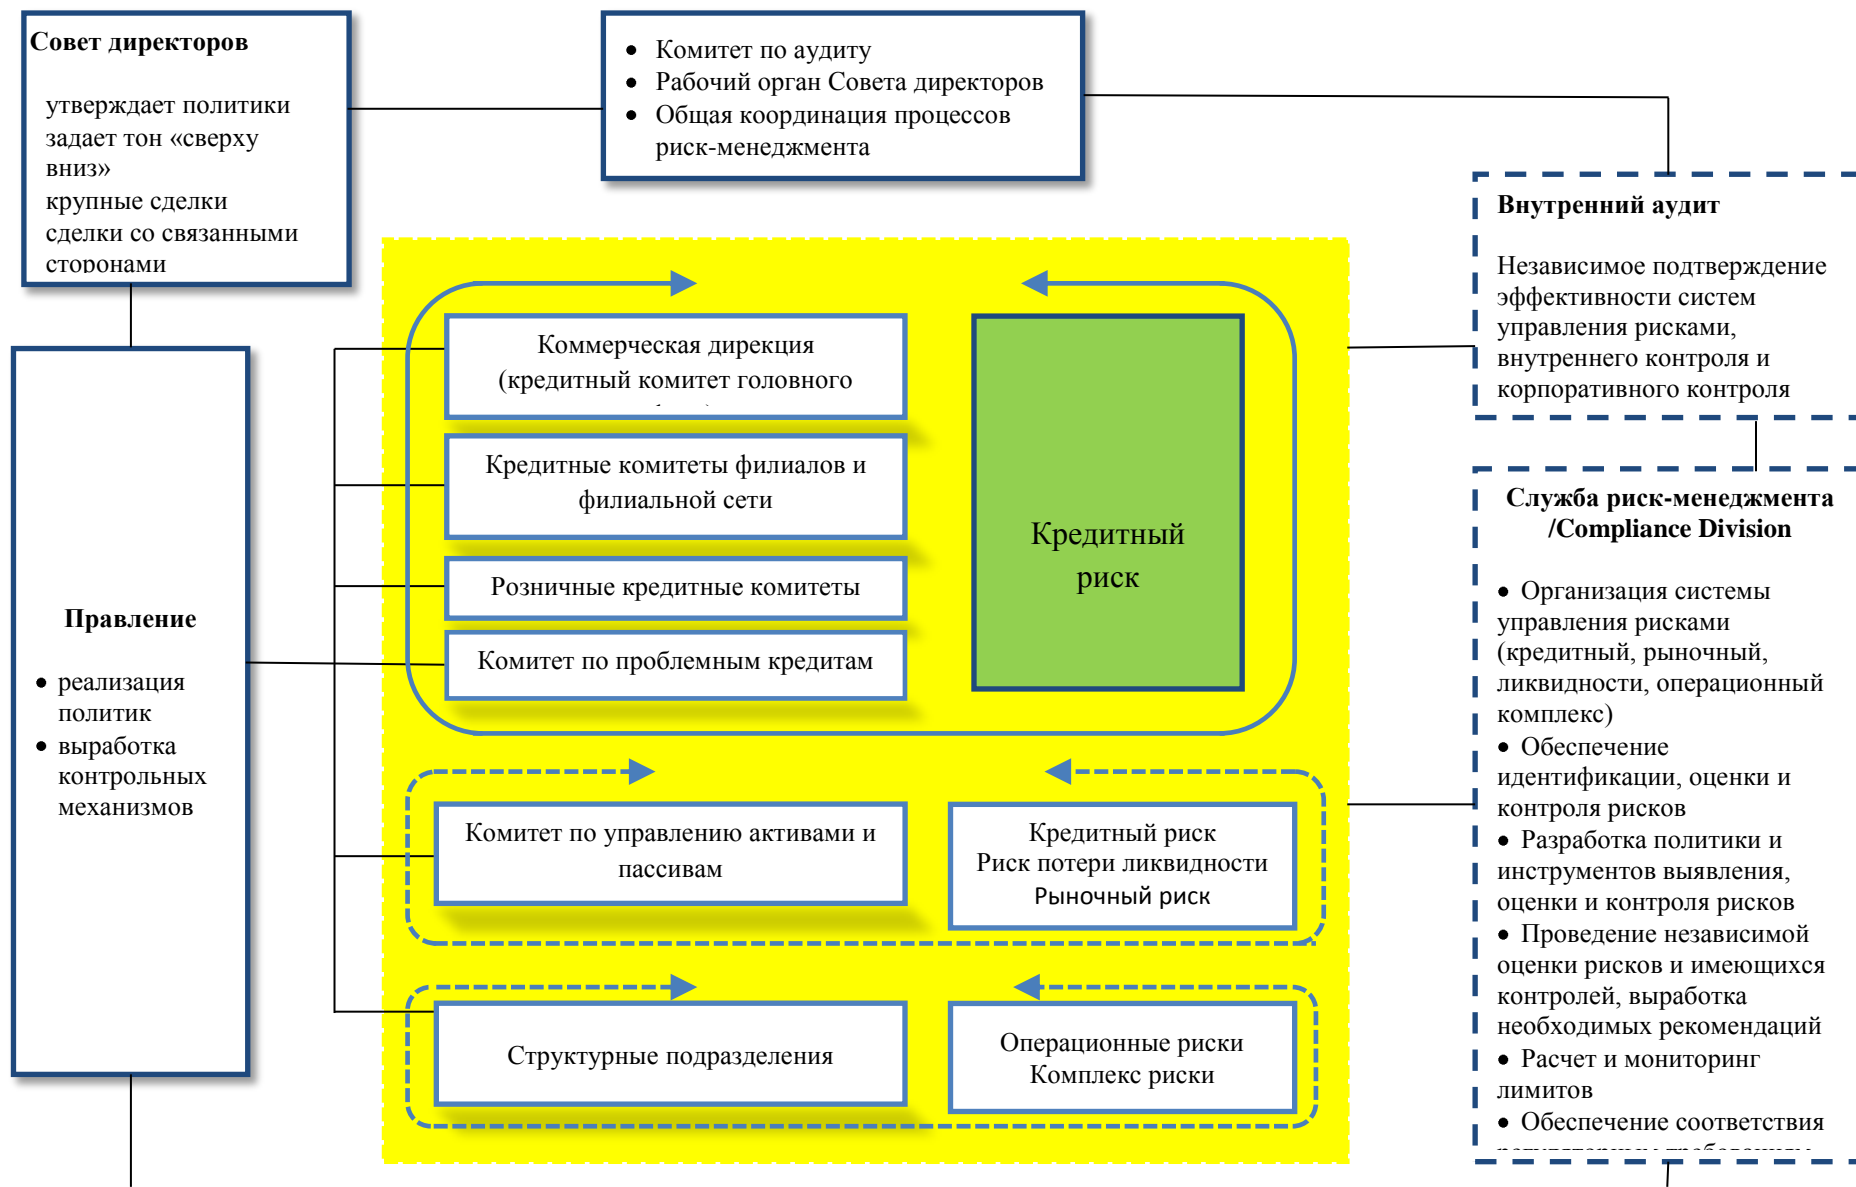 Совет директоров
утверждает политики
задает тон «сверху
вниз»
крупные сделки
сделки со связанными
сторонами
• Комитет по аудиту
• Рабочий орган Совета директоров
• Общая координация процессов
риск-менеджмента
Внутренний аудит
Независимое подтверждение
эффективности систем
управления рисками,
внутреннего контроля и
корпоративного контроля
Правление
• реализация
политик
• выработка
контрольных
механизмов
Коммерческая дирекция
(кредитный комитет головного
Кредитные комитеты филиалов и
филиальной сети
Розничные кредитные комитеты
Комитет по проблемным кредитам
Кредитный
риск
Комитет по управлению активами и
пассивам
Кредитный риск
Риск потери ликвидности
Рыночный риск
Структурные подразделения
Операционные риски
Комплекс риски
Служба риск-менеджмента
/Compliance Division
• Организация системы
управления рисками
(кредитный, рыночный,
ликвидности, операционный
комплекс)
• Обеспечение
идентификации, оценки и
контроля рисков
• Разработка политики и
инструментов выявления,
оценки и контроля рисков
• Проведение независимой
оценки рисков и имеющихся
контролей, выработка
необходимых рекомендаций
• Расчет и мониторинг
лимитов
• Обеспечение соответствия